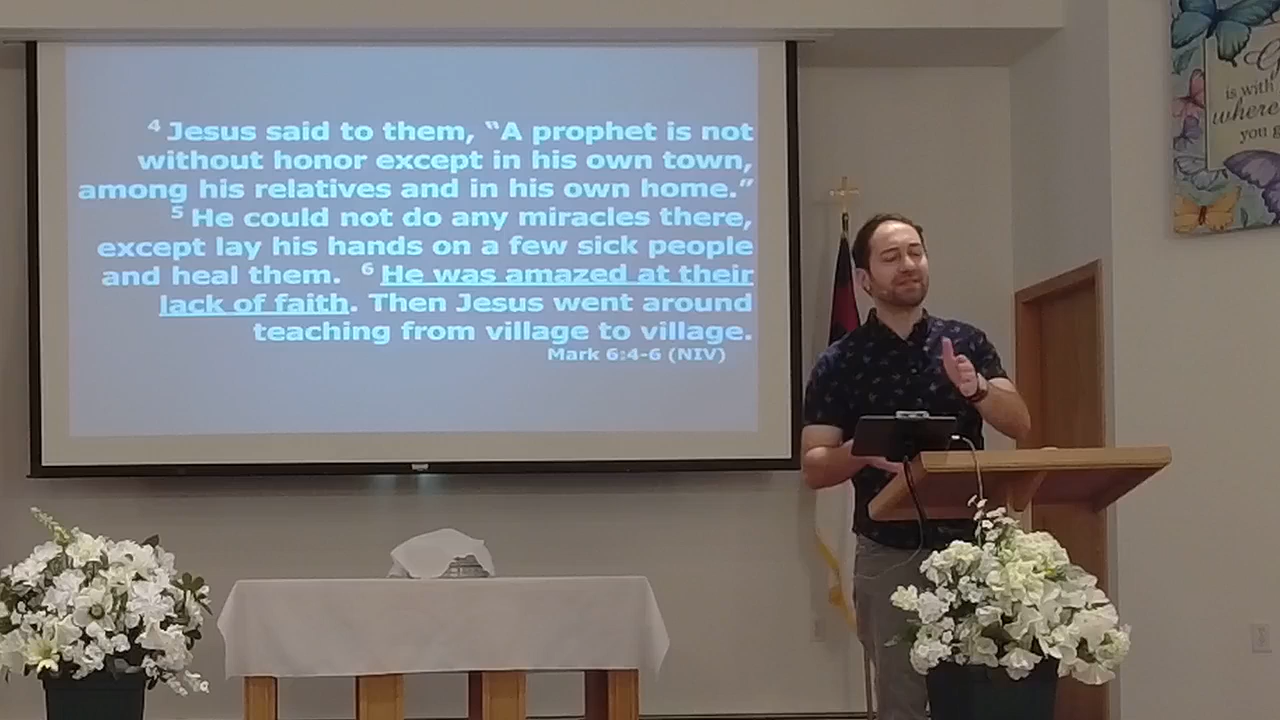 ⁴ Jesus said to them, “A prophet is not
without honor except in his own town,
among his relatives and in his own home.”
⁵ He could not do any miracles there,
except lay his hands on a few sick people
and heal them. ⁶ He was amazed at their
lack of faith. Then Jesus went around
teaching from village to village.
Mark 6:4-6 (NIV)
is with
where
you